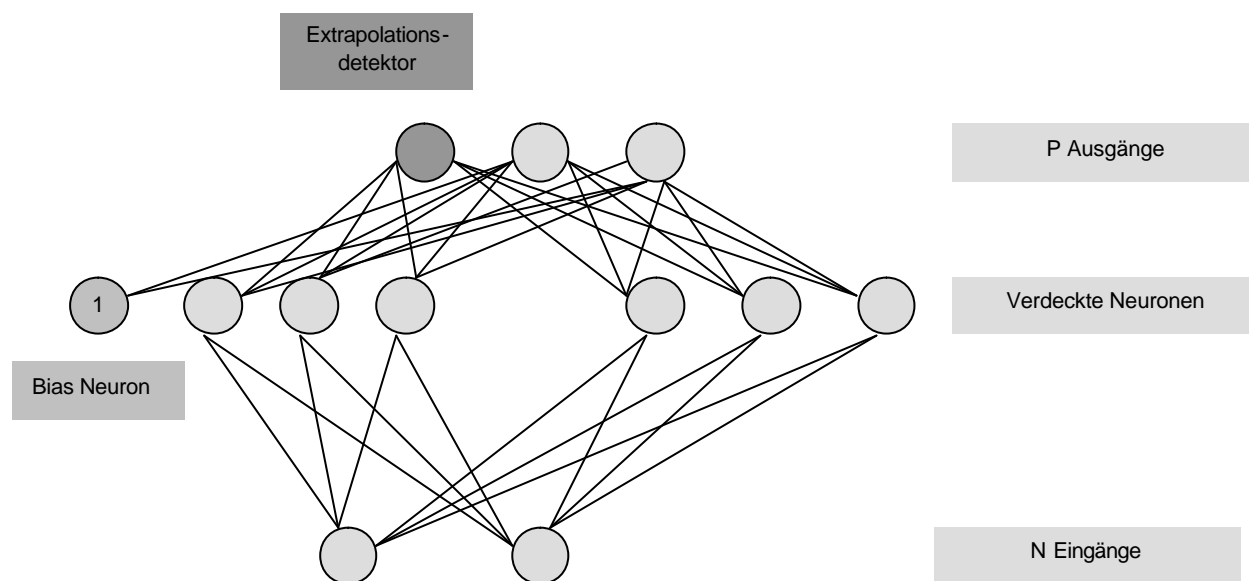 Extrapolations-
detektor
P Ausgänge
1
Verdeckte Neuronen
Bias Neuron
N Eingänge